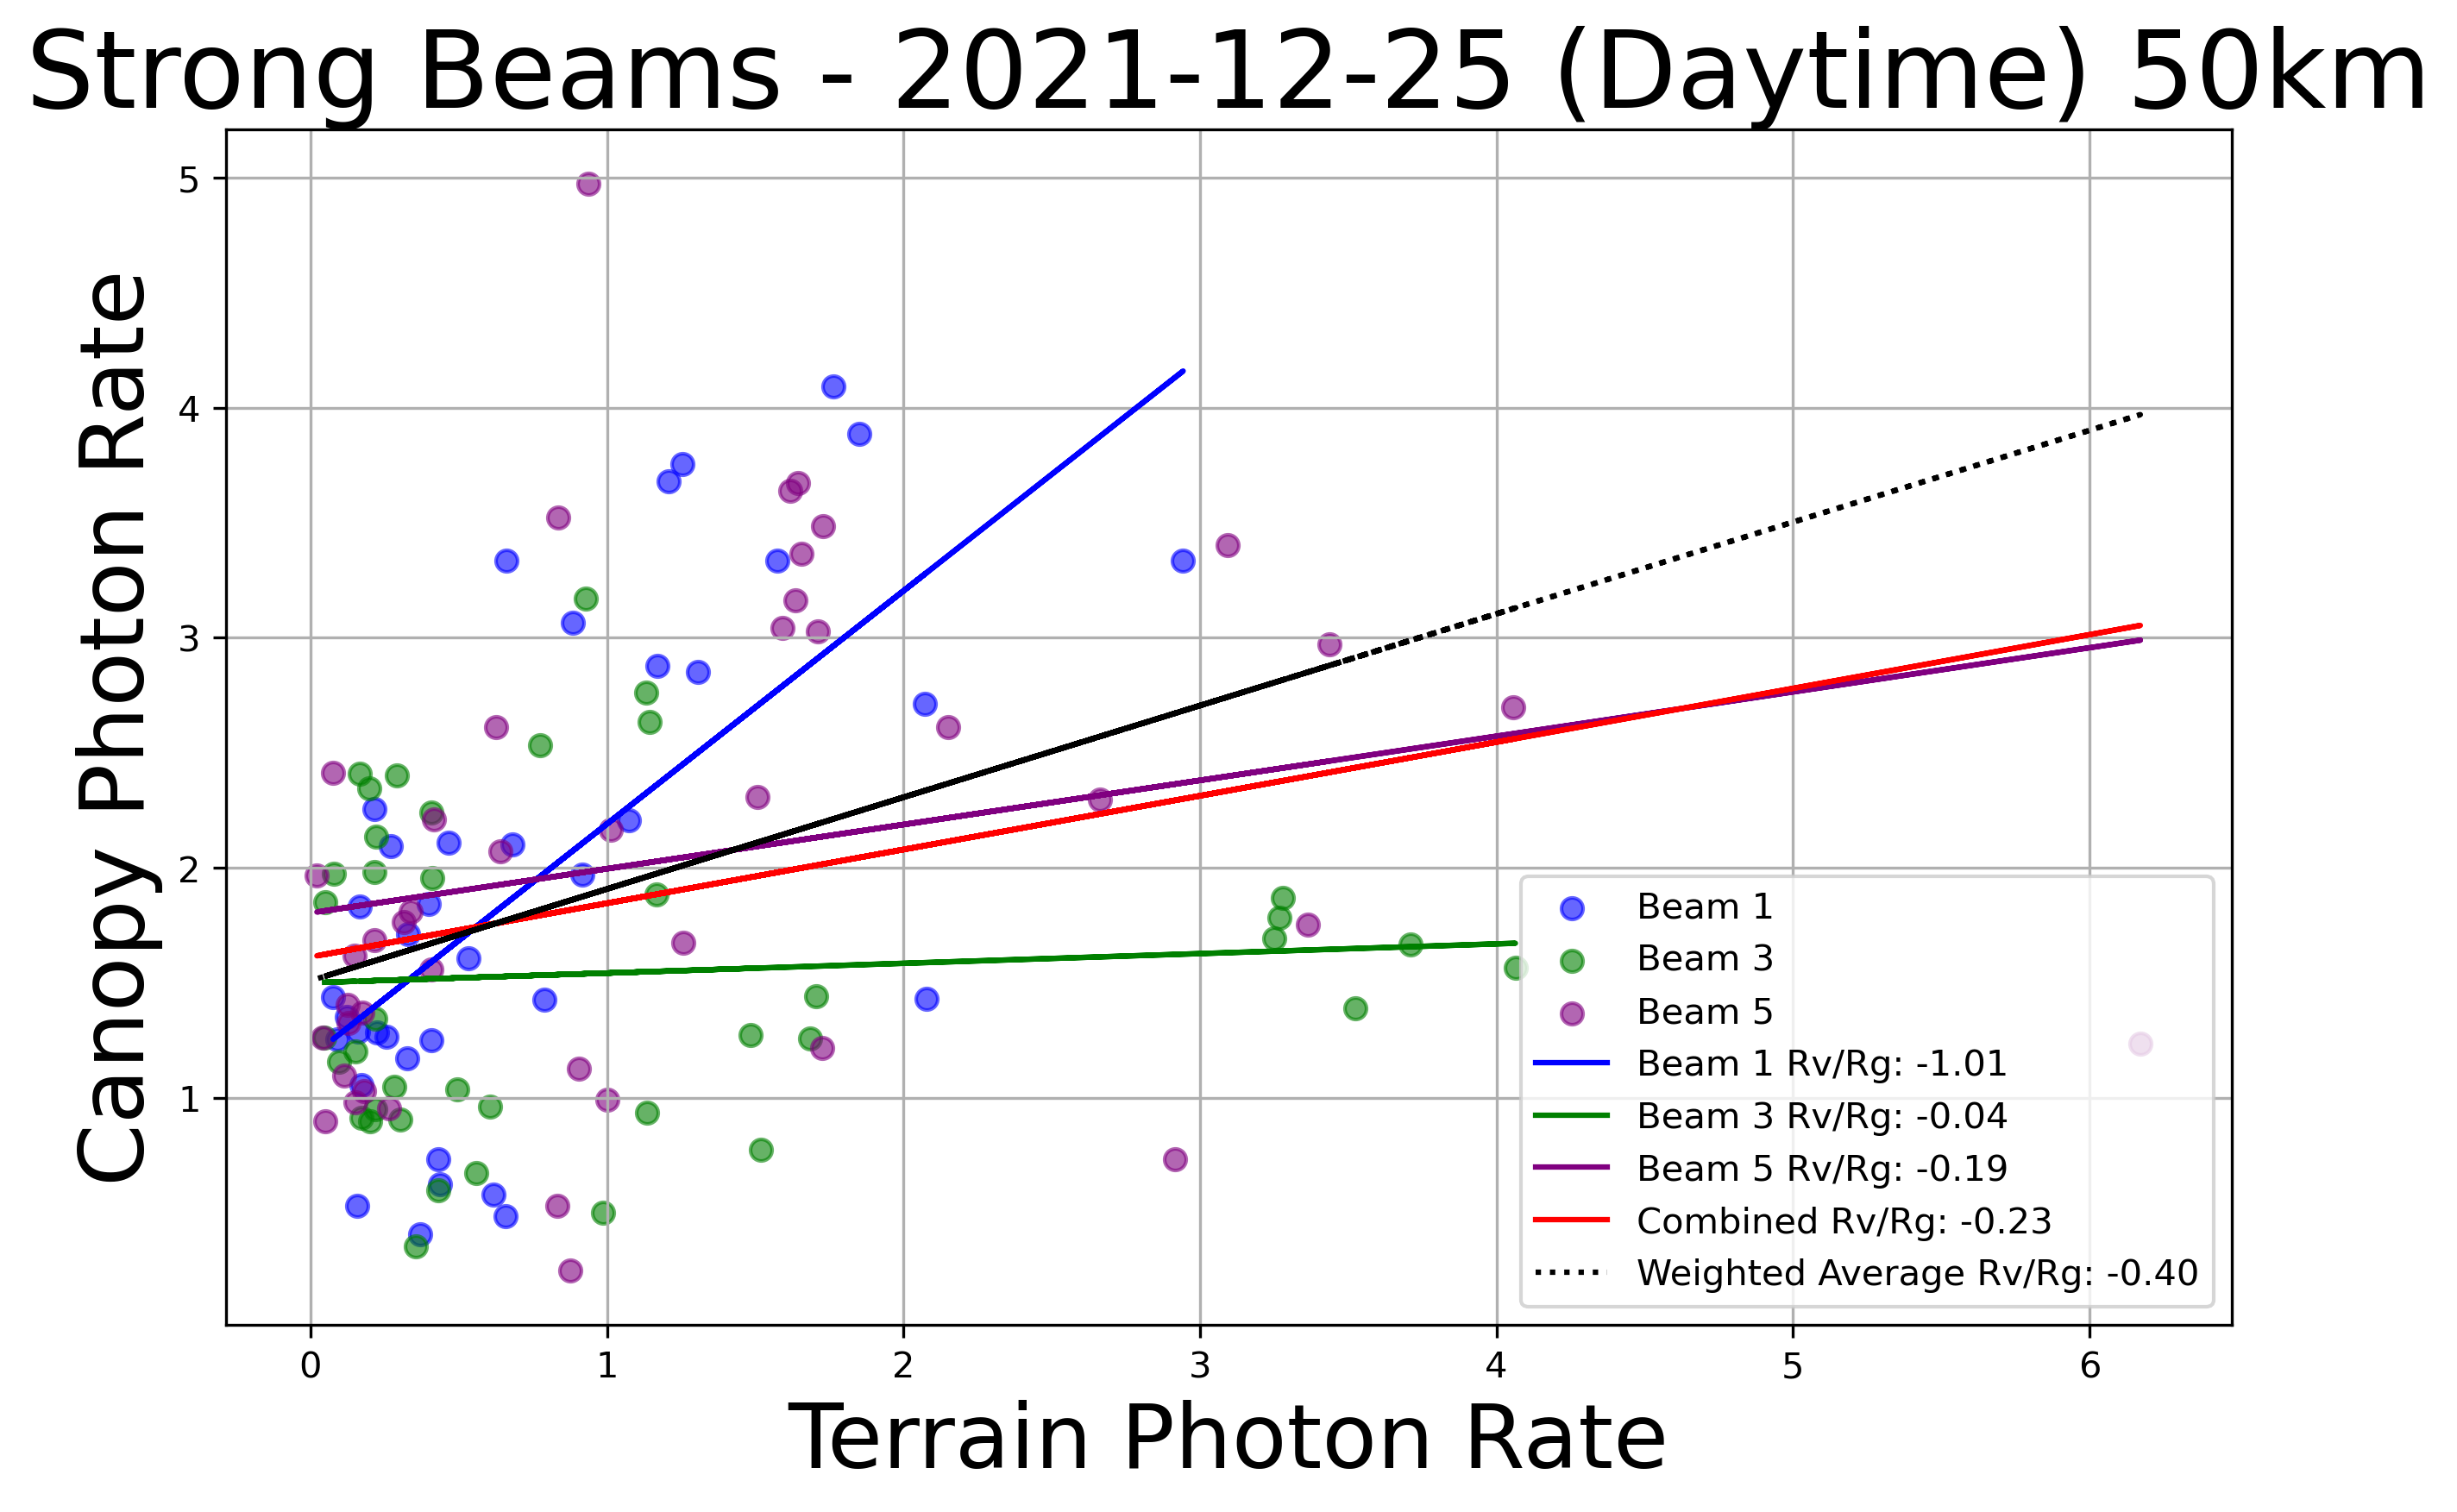 Strong Beams - 2021-12-25 (Daytime) 50km
Canopy Photon Rate
5
4
3
2
1
Beam 1
Beam 3
Beam 5
Beam 1 Rv/Rg: -1.01
Beam 3 Rv/Rg: -0.04
Beam 5 Rv/Rg: -0.19
Combined Rv/Rg: -0.23
Weighted Average Rv/Rg: -0.40
0 1 2 3 4 5 6
Terrain Photon Rate